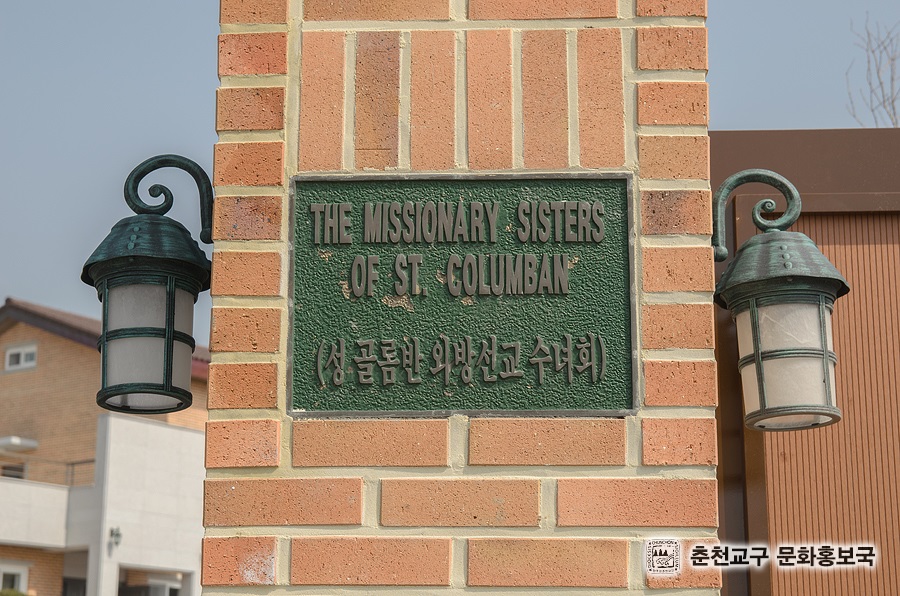 THE MISSIONARY SISTERS
OF ST. COLUMBAN
(성 골롬반 외방선교 수녀회)
춘천교구 문화홍보국